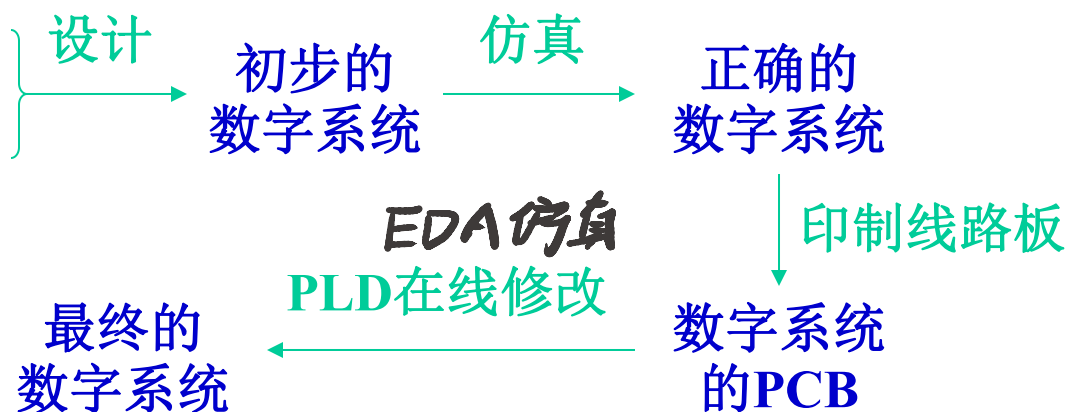 设计
初步的
数字系统
仿真
正确的
数字系统
印制线路板
数字系统
的PCB
EDA仿真
PLD在线修改
最终的
数字系统